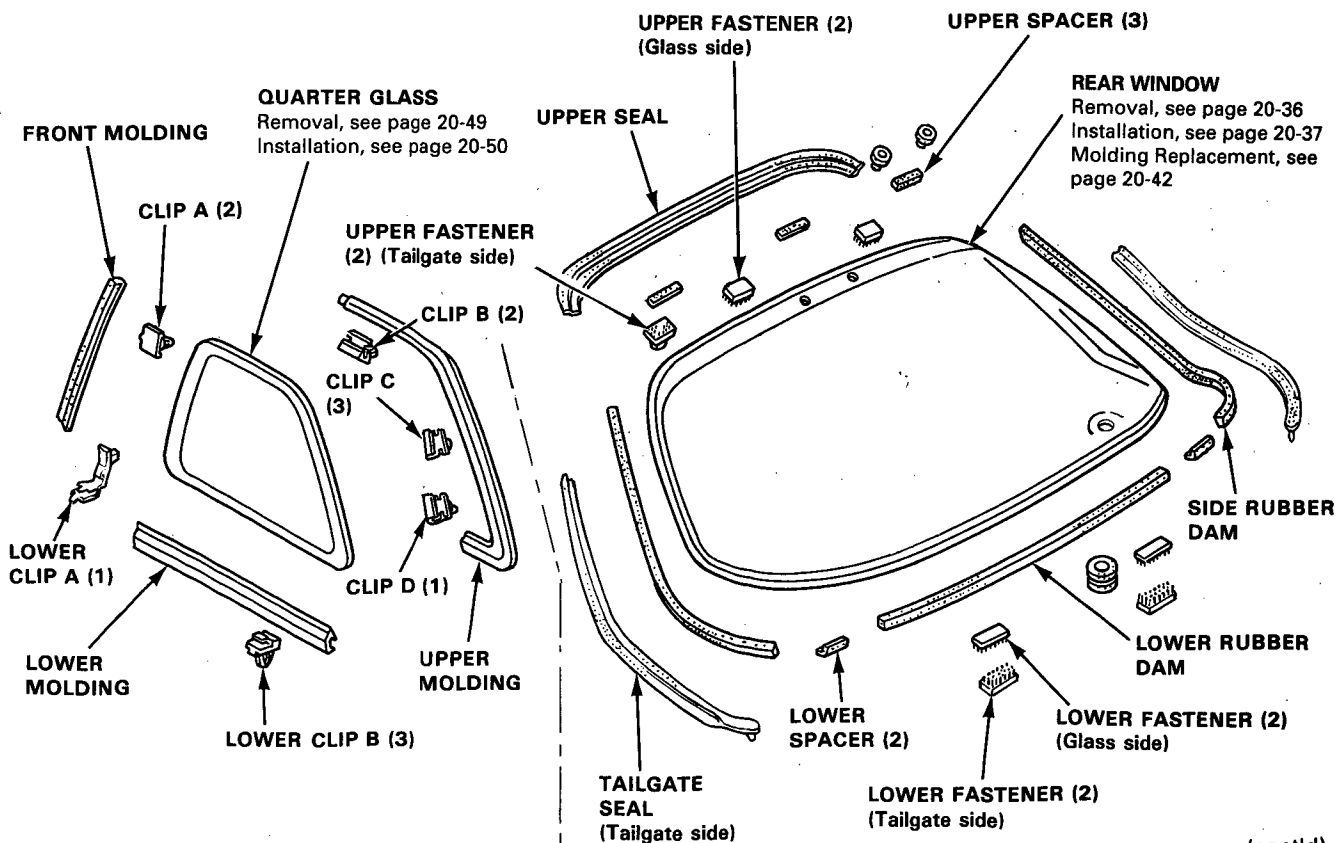 UPPER FASTENER (2)
(Glass side)
UPPER SPACER (3)
QUARTER GLASS
Removal, see page 20-49
Installation, see page 20-50
FRONT MOLDING
UPPER SEAL
REAR WINDOW
Removal, see page 20-36
Installation, see page 20-37
Molding Replacement, see
page 20-42
CLIP A (2)
UPPER FASTENER
(2) (Tailgate side)
CLIP B (2)
CLIP C
(3)
LOWER
CLIP A (1)
CLIP D (1)
SIDE RUBBER
DAM
LOWER
MOLDING
UPPER
MOLDING
LOWER RUBBER
DAM
LOWER CLIP B (3)
LOWER
SPACER (2)
LOWER FASTENER (2)
(Glass side)
TAILGATE
SEAL
(Tailgate side)
LOWER FASTENER (2)
(Tailgate side)